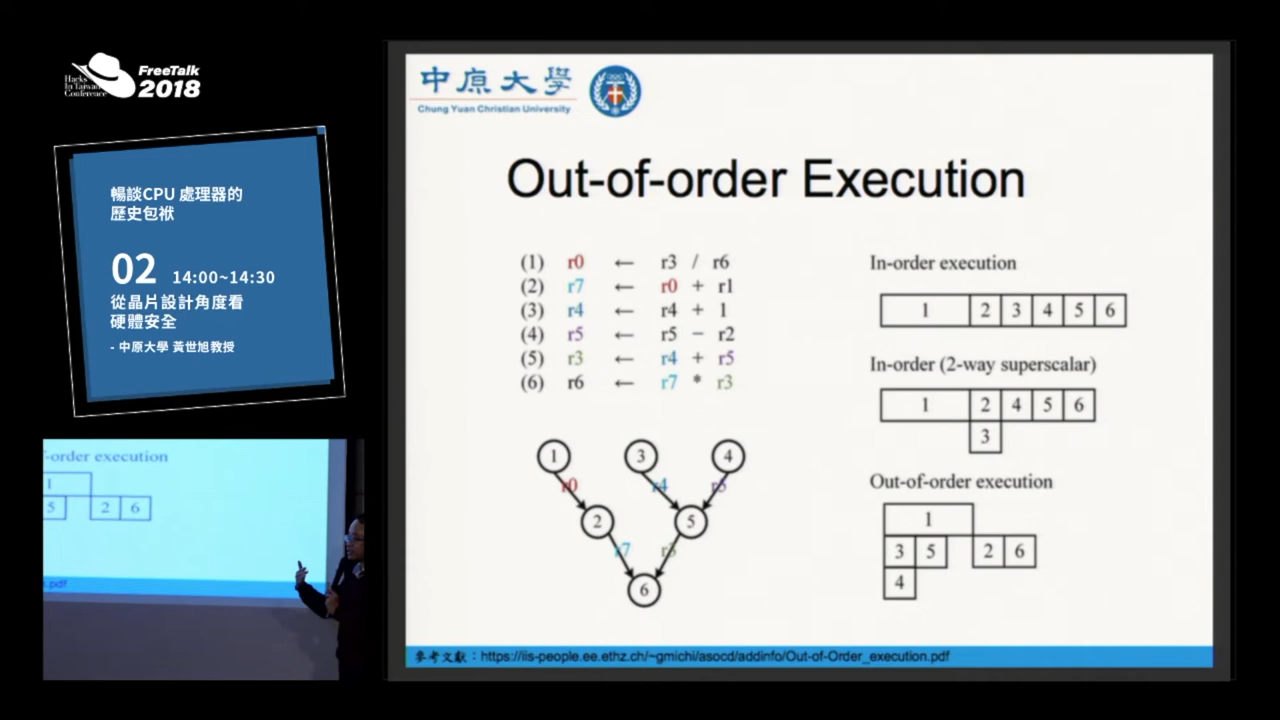 Hacks
In Taiwan
Conference
FreeTalk
2018
暢談CPU 處理器的
歷史包袱
02 14:00~14:30
從晶片設計角度看
硬體安全
- 中原大學 黃世旭教授
-order execution
1
5 2 6
.pdf
中原大學
Chung Yuan Christian University
Out-of-order Execution
(1) r0 ← r3 / r6
(2) r7 ← r0 + r1
(3) r4 ← r4 + 1
(4) r5 ← r5 − r2
(5) r3 ← r4 + r5
(6) r6 ← r7 * r3
1 3 4
r0 r4 r5
2 5
r7 r3
6
In-order execution
1 2 3 4 5 6
In-order (2-way superscalar)
1 2 4 5 6
3
Out-of-order execution
1
3 5 2 6
4
參考文獻：https://iis-people.ee.ethz.ch/~gmichi/asocd/addinfo/Out-of-Order_execution.pdf